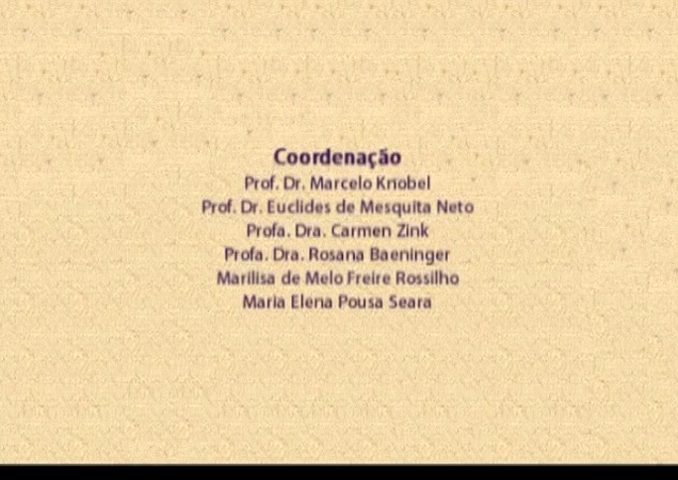 Coordenação
Prof. Dr. Marcelo Knobel
Prof. Dr. Euclides de Mesquita Neto
Profa. Dra. Carmen Zink
Profa. Dra. Rosana Baeninger
Marilisa de Melo Freire Rossilho
Maria Elena Pousa Seara